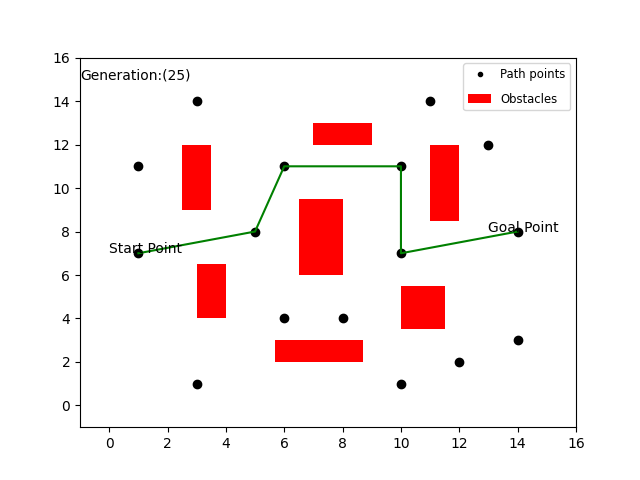 16
Generation:(25)
Path points
14
Obstacles
12
10
8
Goal Point
Start Point
6
4
2
0
0 2 4 6 8 10 12 14 16